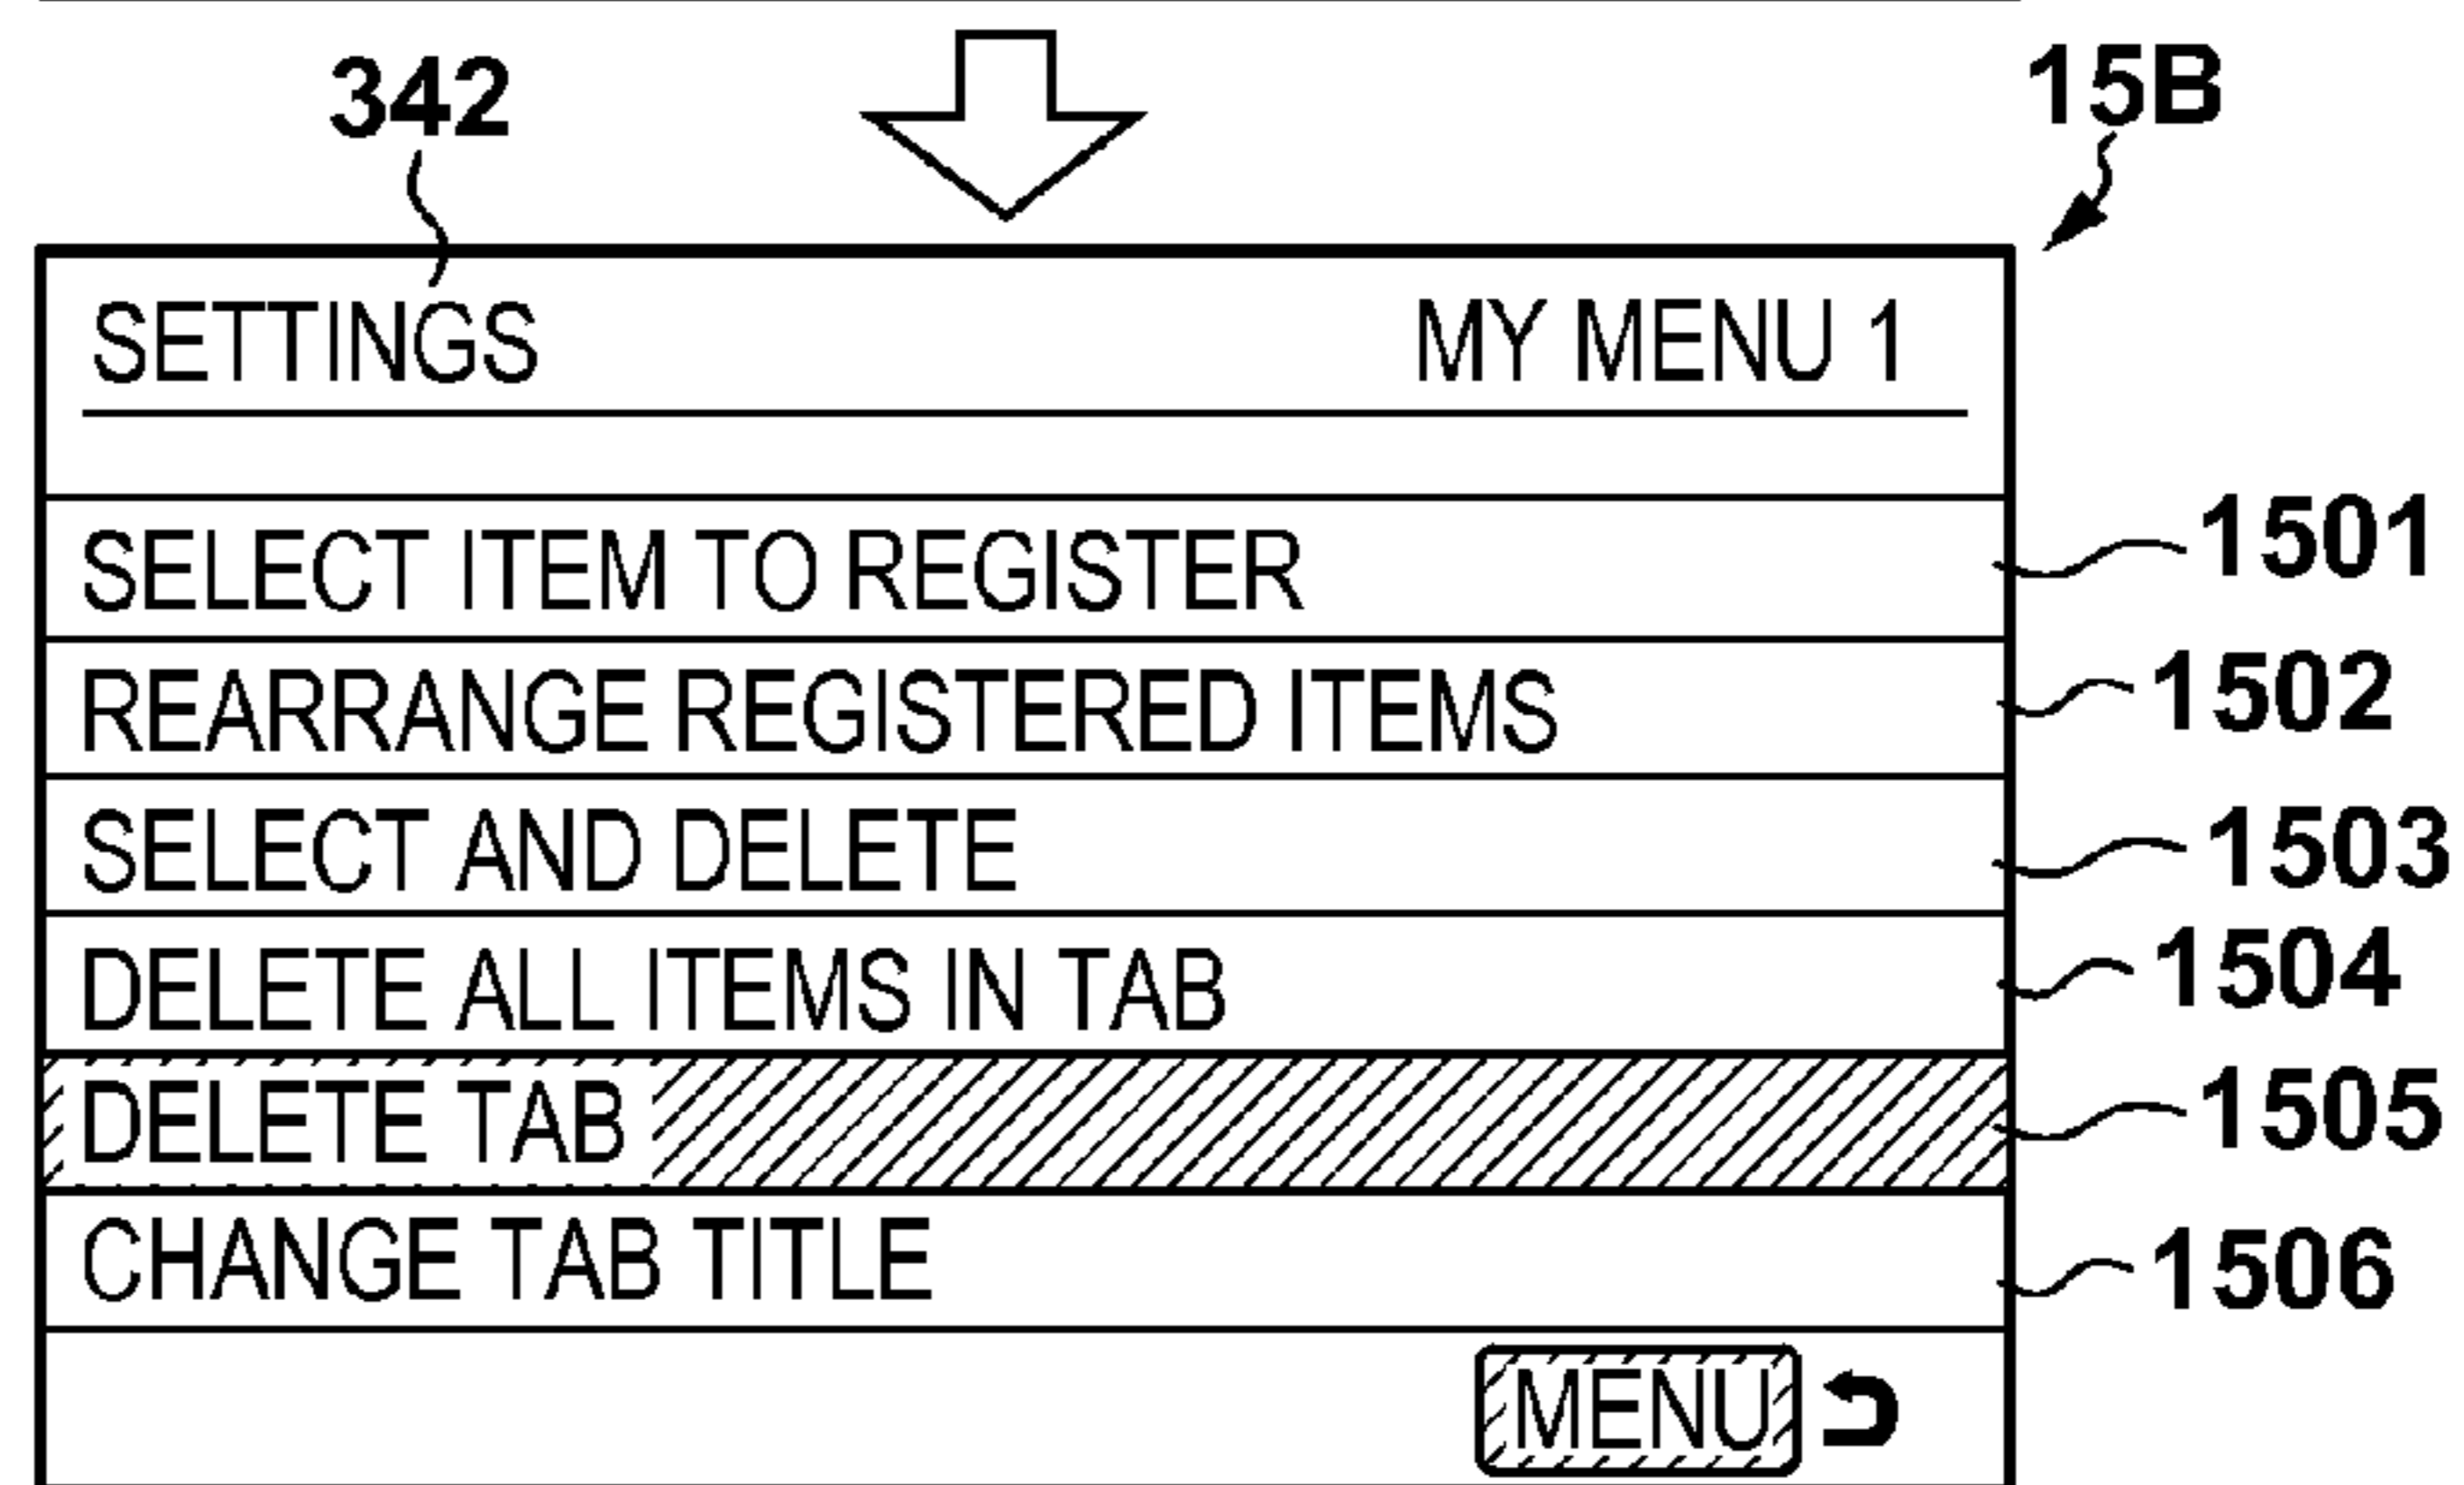 342
15B
SETTINGS MY MENU 1
SELECT ITEM TO REGISTER 1501
REARRANGE REGISTERED ITEMS 1502
SELECT AND DELETE 1503
DELETE ALL ITEMS IN TAB 1504
DELETE TAB 1505
CHANGE TAB TITLE 1506
MENU